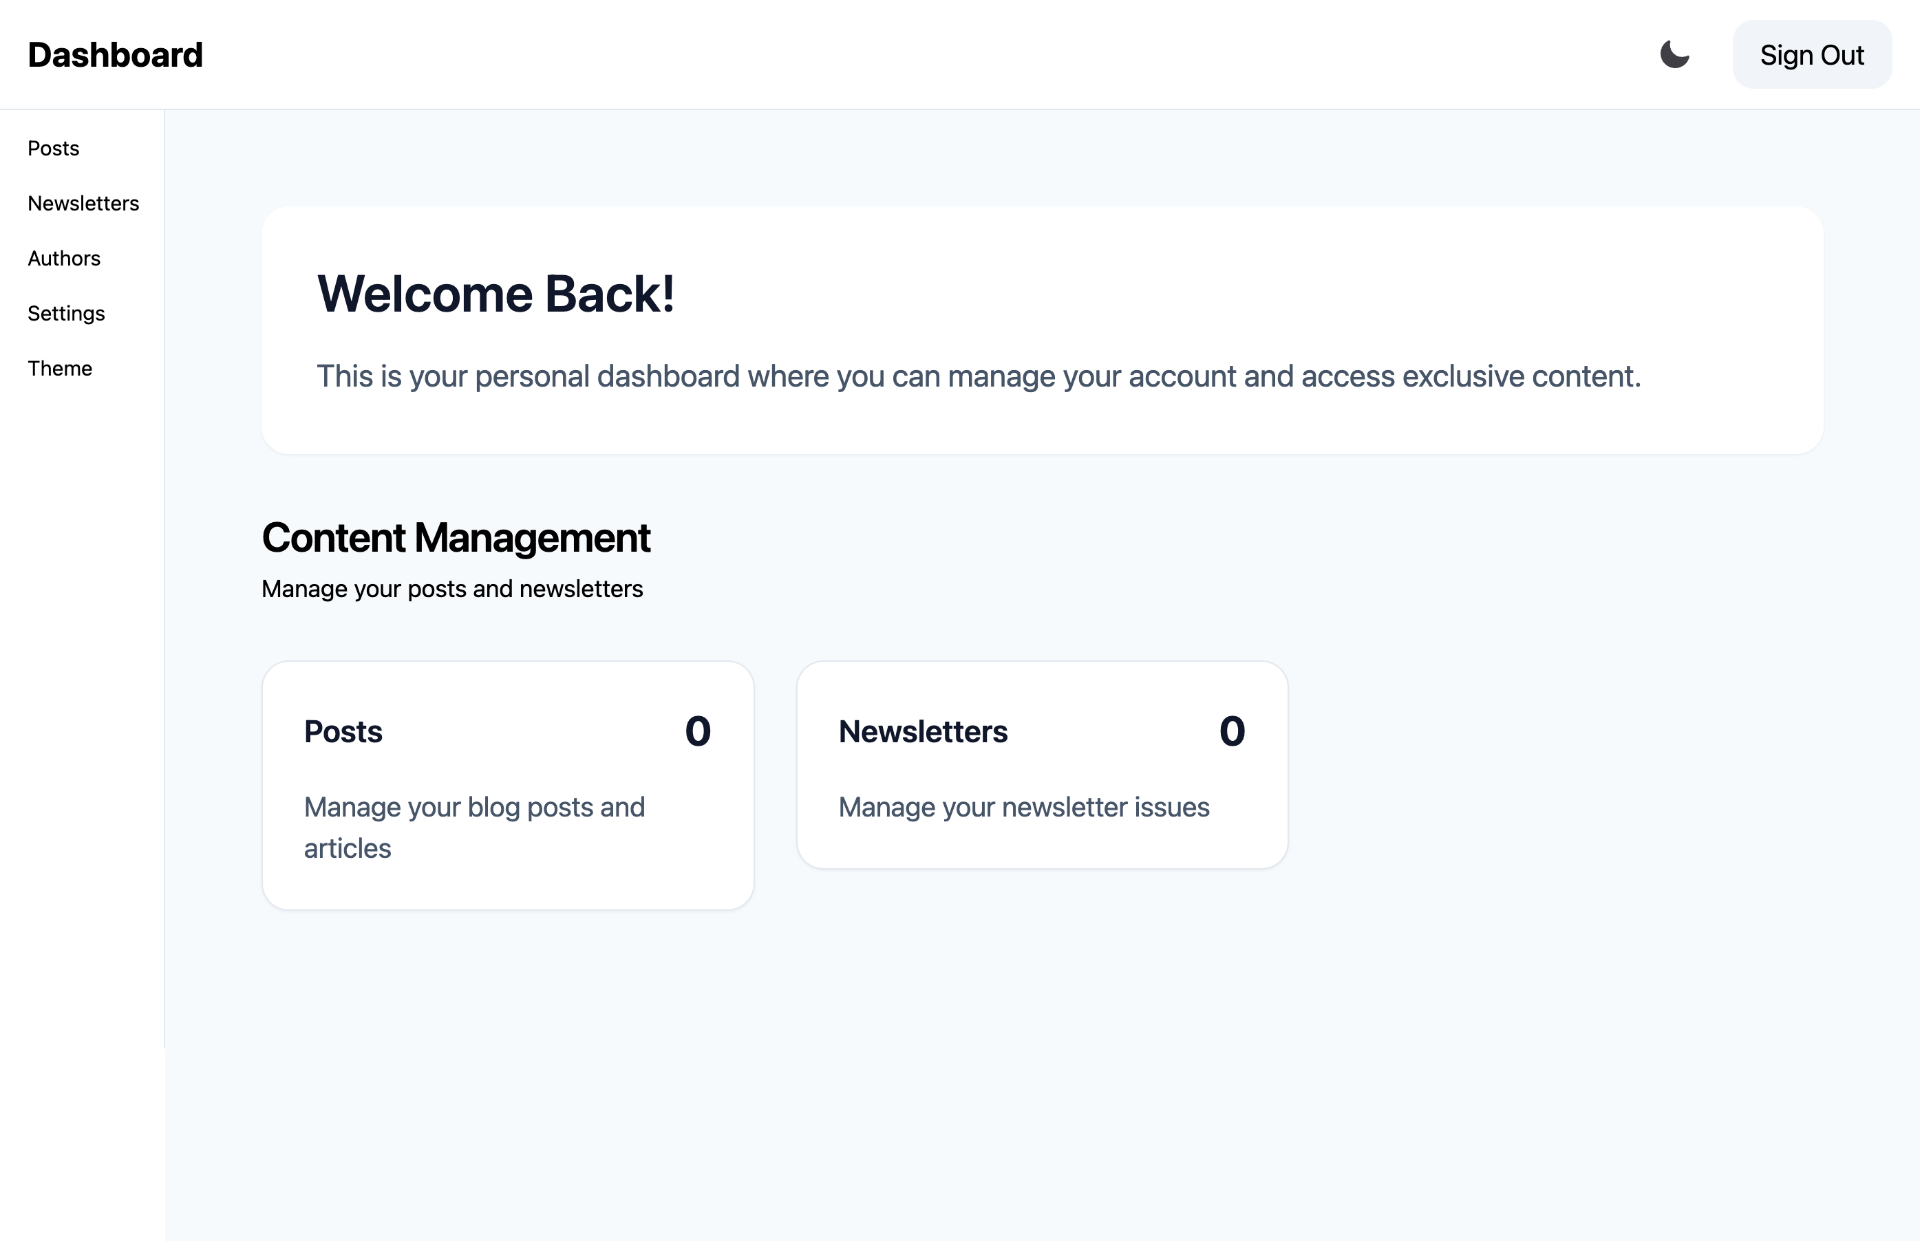 Dashboard
Sign Out
Posts
Newsletters
Authors
Settings
Theme
Welcome Back!
This is your personal dashboard where you can manage your account and access exclusive content.
Content Management
Manage your posts and newsletters
Posts 0
Manage your blog posts and
articles
Newsletters 0
Manage your newsletter issues